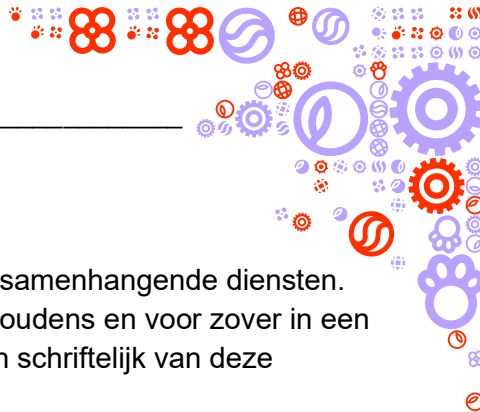 samenhangende diensten.
oudens en voor zover in een
n schriftelijk van deze